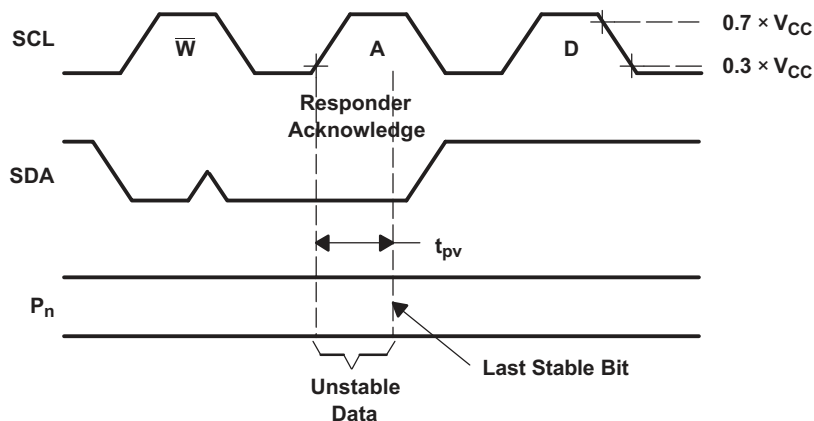 SCL
W̅
A
D
0.7 × VCC
0.3 × VCC
Responder
Acknowledge
SDA
tpv
Pn
Last Stable Bit
Unstable
Data